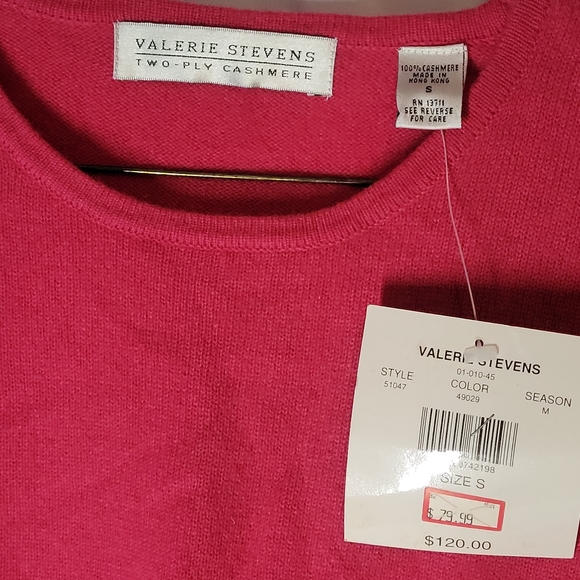 VALERIE STEVENS
TWO-PLY CASHMERE
100% CASHMERE
MADE IN
HONG KONG
S
RN 13711
SEE REVERSE
FOR CARE
VALERIE STEVENS
01-010-45
STYLE
51047
COLOR
49029
SEASON
M
0742198
SIZE S
$ 79.99
$120.00